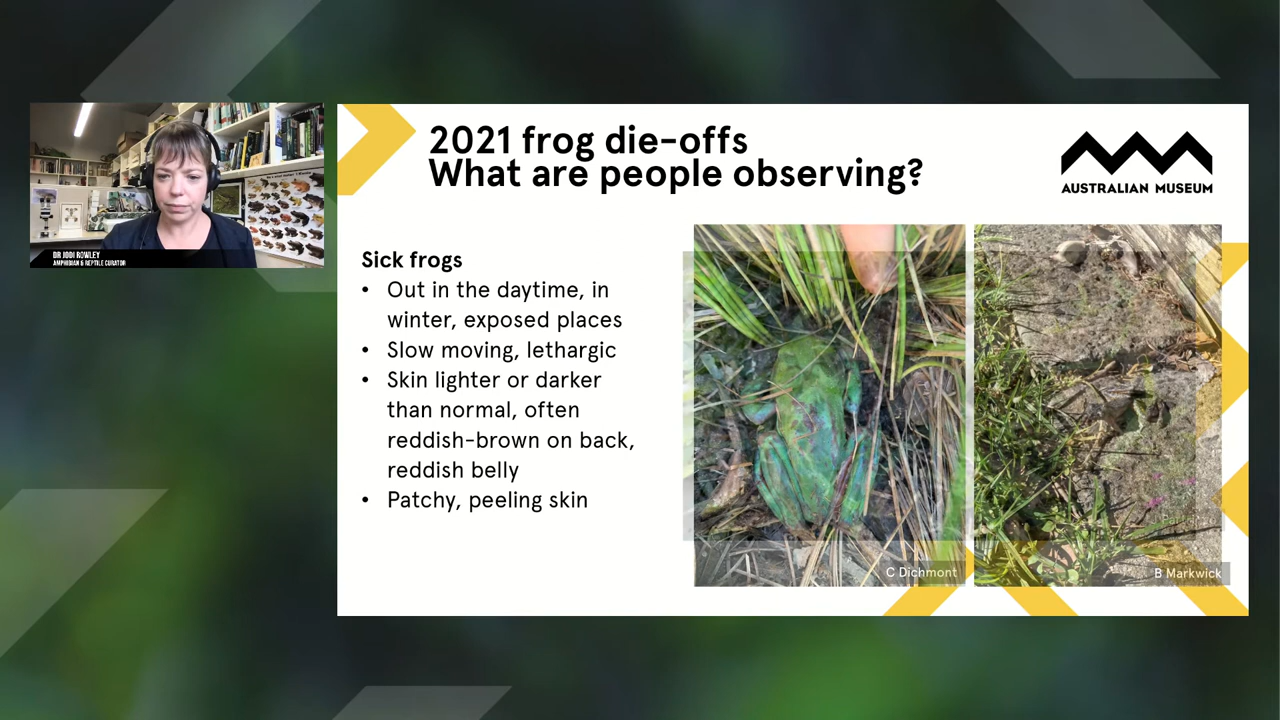 2021 frog die-offs
What are people observing?
AUSTRALIAN MUSEUM
DR JODI ROWLEY
AMPHIBIAN & REPTILE CURATOR
Sick frogs
• Out in the daytime, in
winter, exposed places
• Slow moving, lethargic
• Skin lighter or darker
than normal, often
reddish-brown on back,
reddish belly
• Patchy, peeling skin
C Dichmont
B Markwick